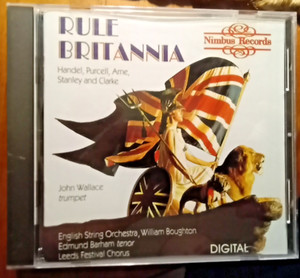 RULE
BRITANNIA
Nimbus Records
Handel, Purcell, Arne,
Stanley and Clarke
John Wallace
trumpet
English String Orchestra, William Boughton
Edmund Barham tenor
Leeds Festival Chorus
DIGITAL